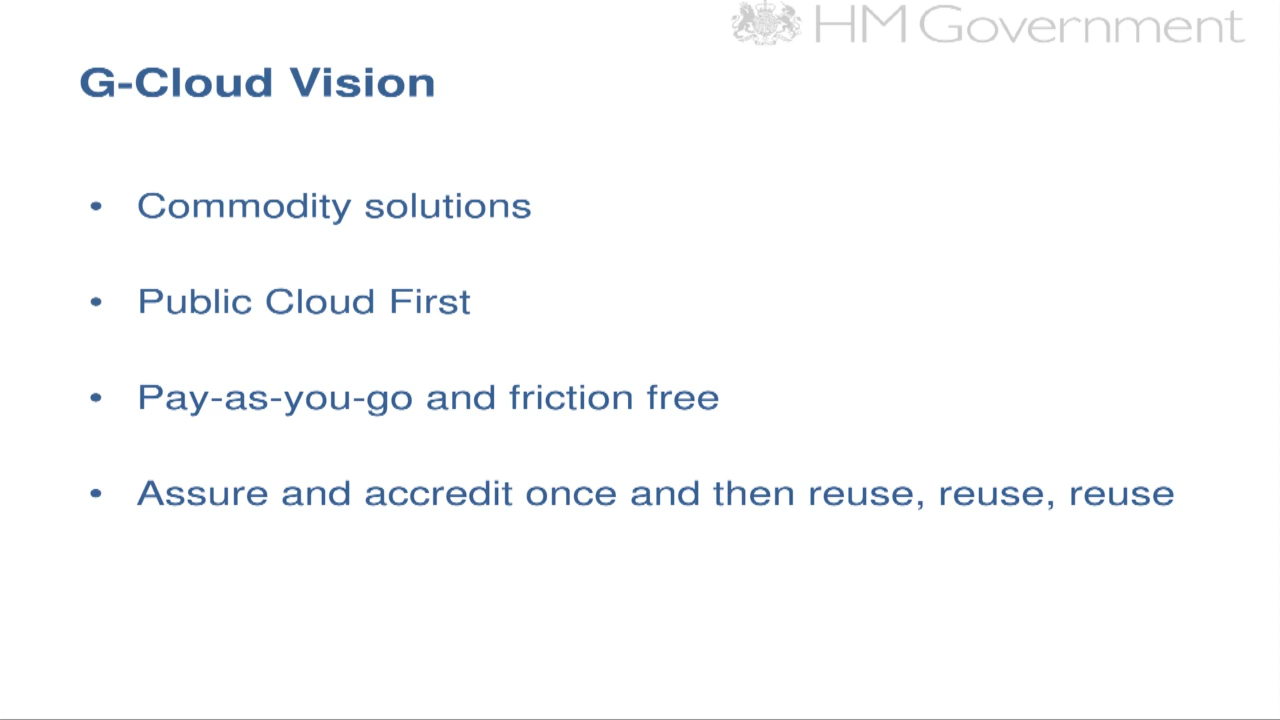 HM Government
G-Cloud Vision
• Commodity solutions
• Public Cloud First
• Pay-as-you-go and friction free
• Assure and accredit once and then reuse, reuse, reuse